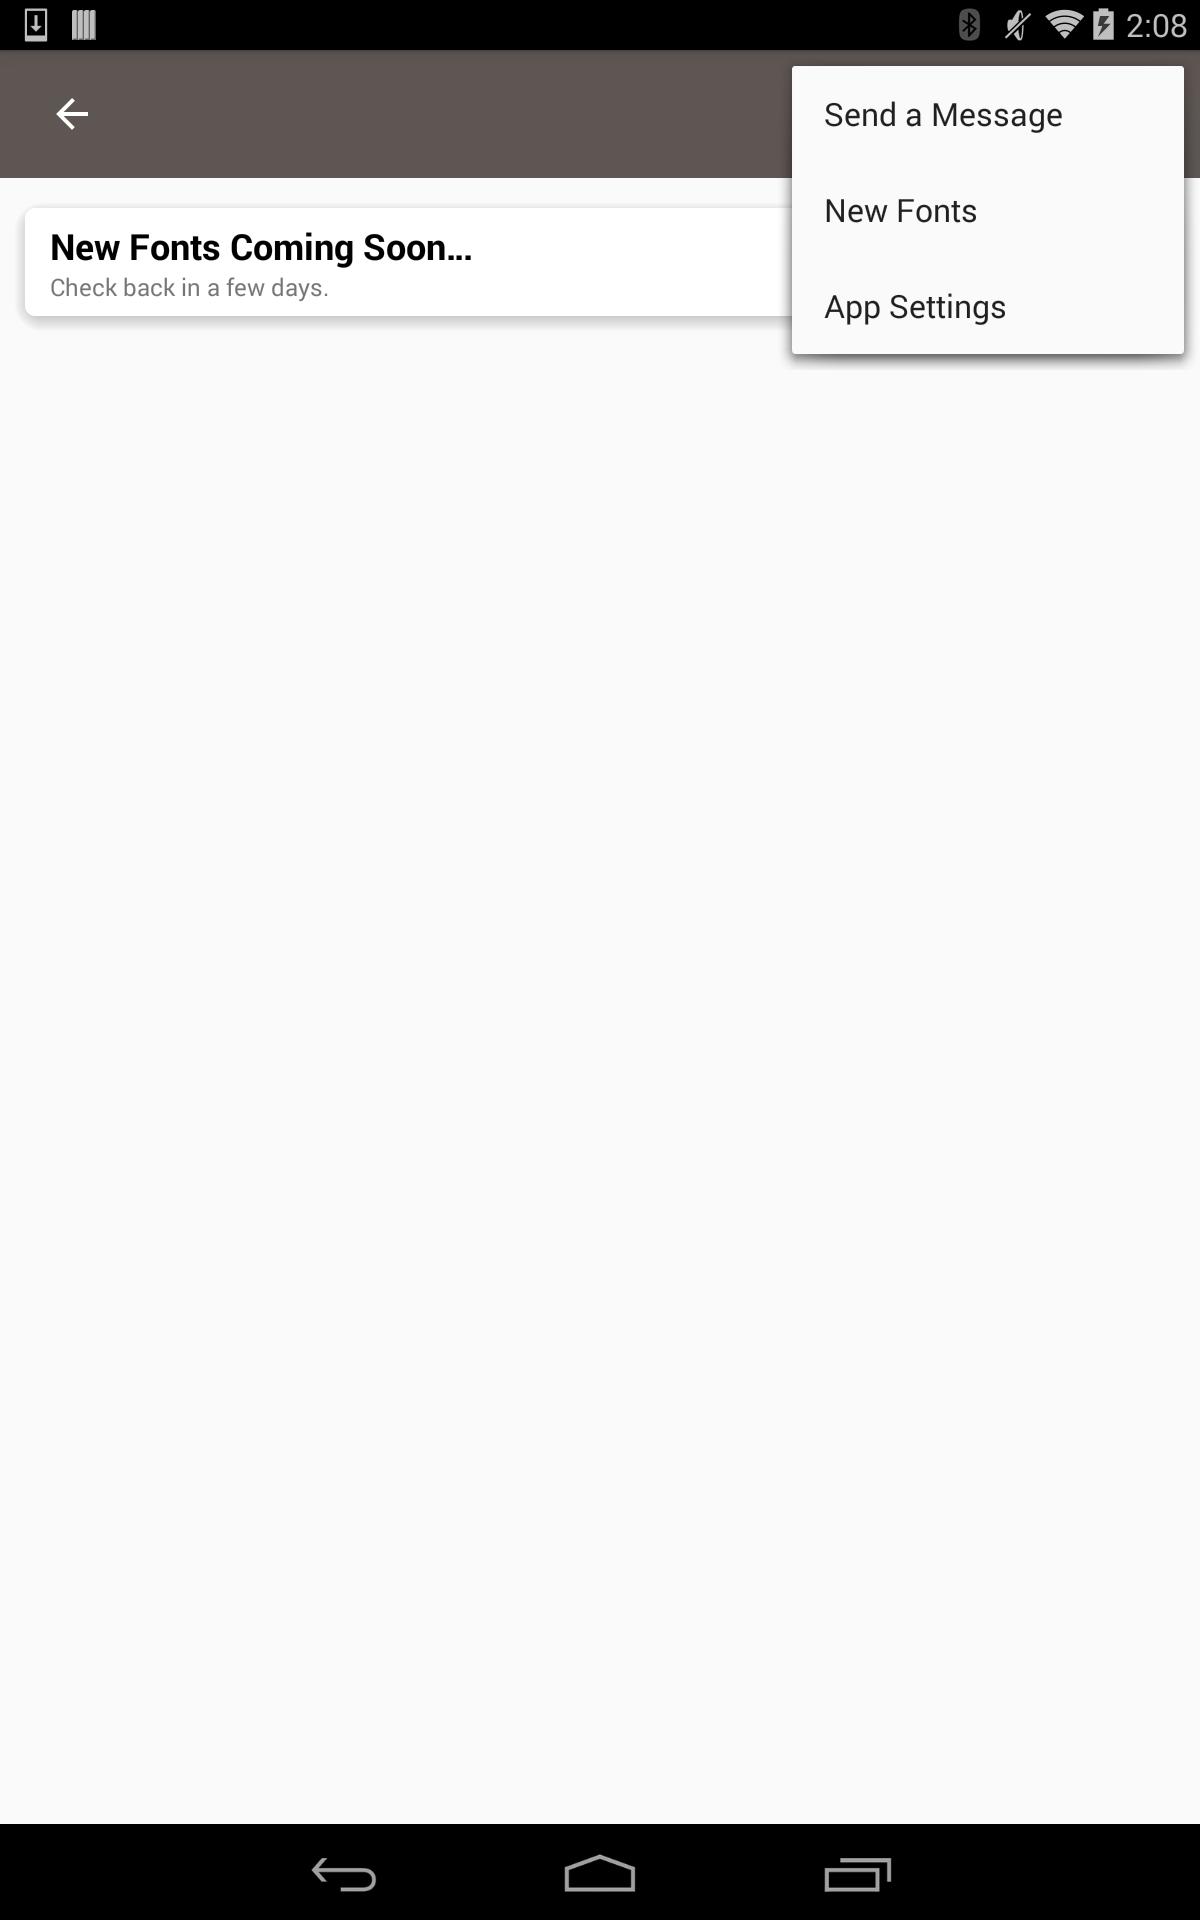 2:08
Send a Message
New Fonts
App Settings
New Fonts Coming Soon...
Check back in a few days.